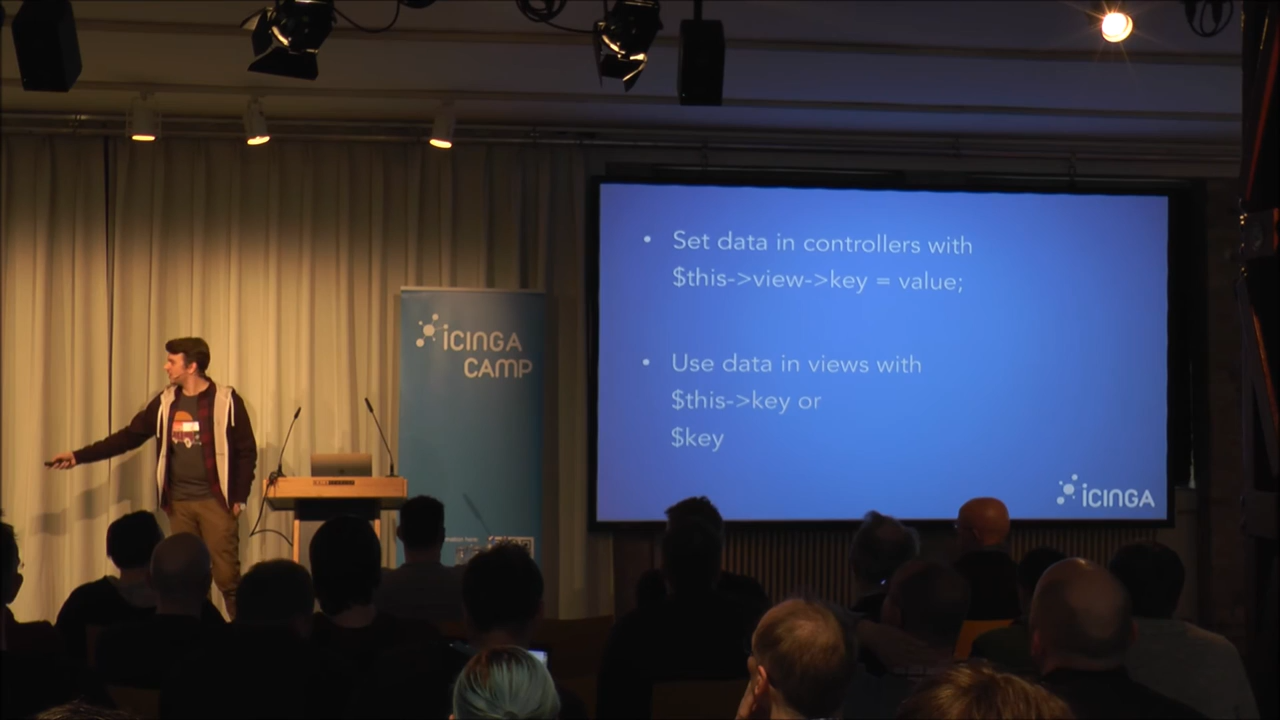 iCINGA
CAMP
• Set data in controllers with
$this->view->key = value;
• Use data in views with
$this->key or
$key
iCINGA